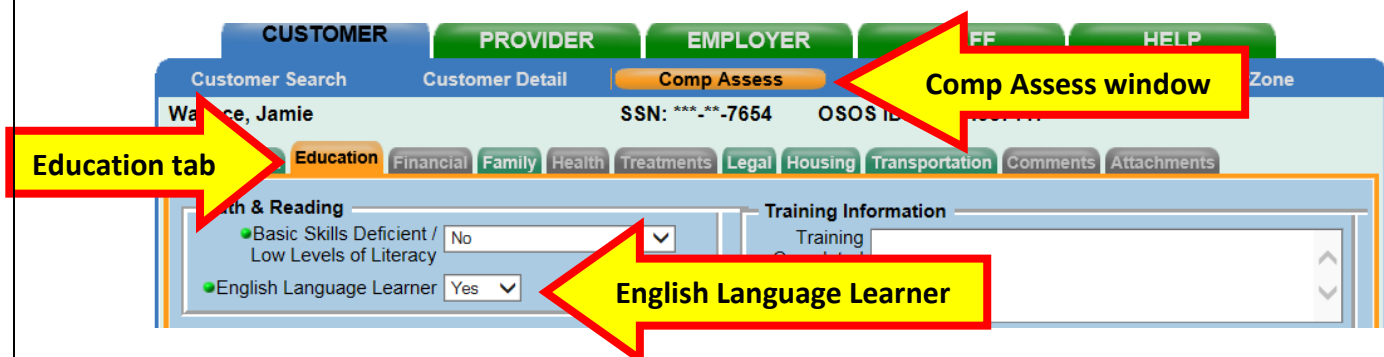 CUSTOMER PROVIDER EMPLOYER HELP
Customer Search Customer Detail Comp Assess Comp Assess window Zone
Jamie SSN: ***-**-7654
Education tab Education Financial Family Health Treatments Legal Housing Transportation Comments Attachments
& Reading Training Information
Basic Skills Deficient / No Training
Low Levels of Literacy
English Language Learner Yes English Language Learner